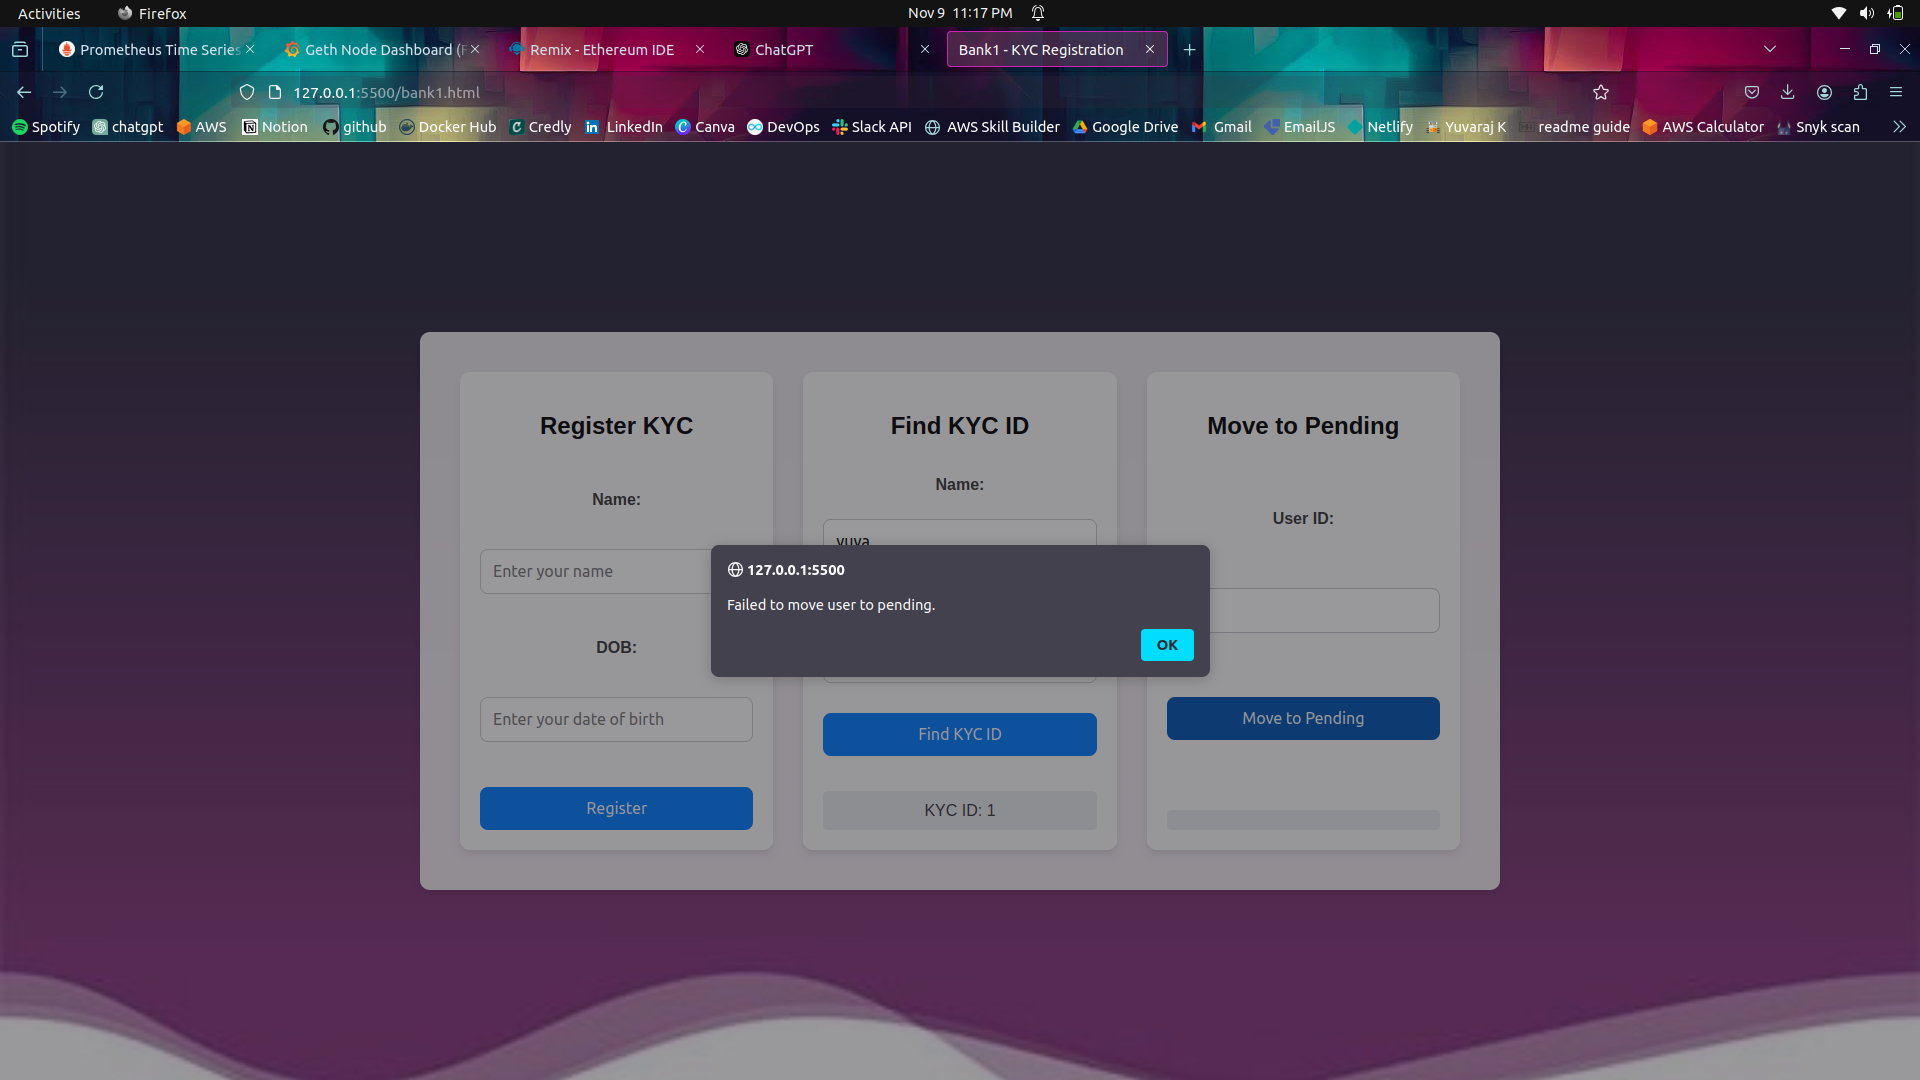 Activities
Firefox
Nov 9 11:17 PM
Prometheus Time Series
Geth Node Dashboard (F
Remix - Ethereum IDE
ChatGPT
Bank1 - KYC Registration
127.0.0.1:5500/bank1.html
Spotify
chatgpt
AWS
Notion
github
Docker Hub
Credly
LinkedIn
Canva
DevOps
Slack API
AWS Skill Builder
Google Drive
Gmail
EmailJS
Netlify
Yuvaraj K
readme guide
AWS Calculator
Snyk scan
Register KYC
Name:
Enter your name
DOB:
Enter your date of birth
Register
Find KYC ID
Name:
yuva
Find KYC ID
KYC ID: 1
Move to Pending
User ID:
Move to Pending
127.0.0.1:5500
Failed to move user to pending.
OK